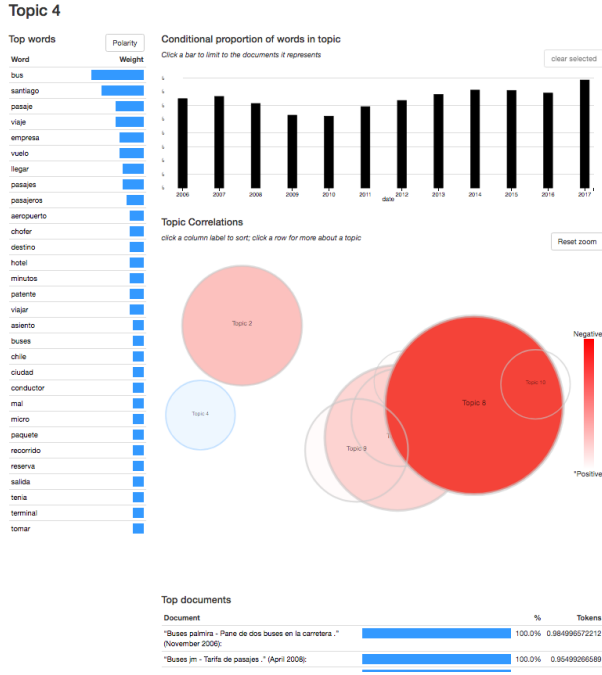 Topic 4
Top words
Polarity
Word Weight
bus
santiago
pasaje
viaje
empresa
vuelo
llegar
pasajes
pasajeros
aeropuerto
chofer
destino
hotel
minutos
patente
viajar
asiento
buses
chile
ciudad
conductor
mal
micro
paquete
recorrido
reserva
salida
tenia
terminal
tomar
Conditional proportion of words in topic
Click a bar to limit to the documents it represents
clear selected
2006 2007 2008 2009 2010 2011 2012 2013 2014 2015 2016 2017
date
Topic Correlations
click a column label to sort; click a row for more about a topic
Reset zoom
Topic 2
Topic 4
Topic 9
Topic 8
Topic 10
Negative
"Positive
Top documents
Document % Tokens
"Buses palmira - Pane de dos buses en la carretera ."
(November 2006):
100.0% 0.984996572212
"Buses jm - Tarifa de pasajes ." (April 2008):
100.0% 0.95499266589